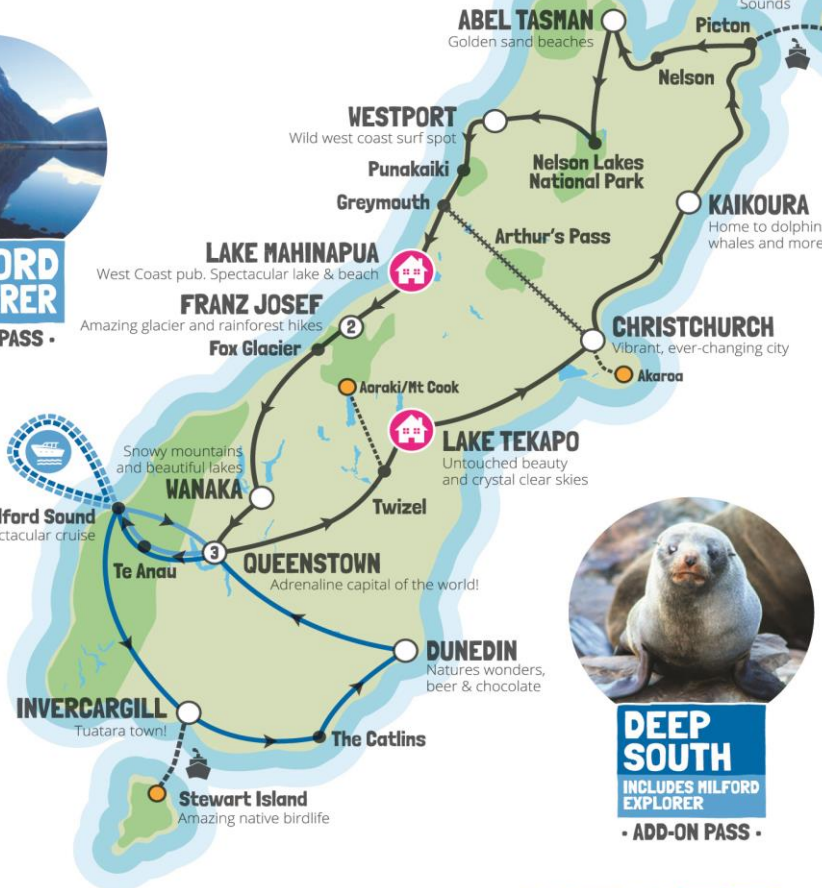 Sounds
ABEL TASMAN
Golden sand beaches
Picton
Nelson
WESTPORT
Wild west coast surf spot
Nelson Lakes
National Park
Punakaiki
Greymouth
KAIKOURA
Home to dolphin
whales and more
Arthur's Pass
LAKE MAHINAPUA
West Coast pub. Spectacular lake & beach
ORD
RER
PASS •
FRANZ JOSEF
Amazing glacier and rainforest hikes
2
Fox Glacier
CHRISTCHURCH
Vibrant, ever-changing city
Akaroa
Aoraki/Mt Cook
LAKE TEKAPO
Untouched beauty
and crystal clear skies
Snowy mountains
and beautiful lakes
WANAKA
Twizel
lford Sound
ctacular cruise
Te Anau
3
QUEENSTOWN
Adrenaline capital of the world!
DUNEDIN
Natures wonders,
beer & chocolate
INVERCARGILL
Tuatara town!
The Catlins
Stewart Island
Amazing native birdlife
DEEP
SOUTH
INCLUDES MILFORD
EXPLORER
• ADD-ON PASS •